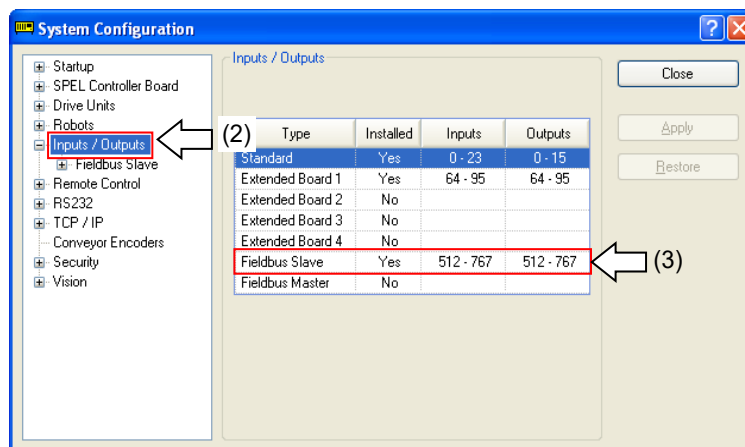 System Configuration
Startup
SPEL Controller Board
Drive Units
Robots
Inputs / Outputs
(2)
Fieldbus Slave
Remote Control
RS232
TCP / IP
Conveyor Encoders
Security
Vision
Inputs / Outputs
Type Installed Inputs Outputs
Standard Yes 0 - 23 0 - 15
Extended Board 1 Yes 64 - 95 64 - 95
Extended Board 2 No
Extended Board 3 No
Extended Board 4 No
Fieldbus Slave Yes 512 - 767 512 - 767
(3)
Fieldbus Master No
Close
Apply
Restore